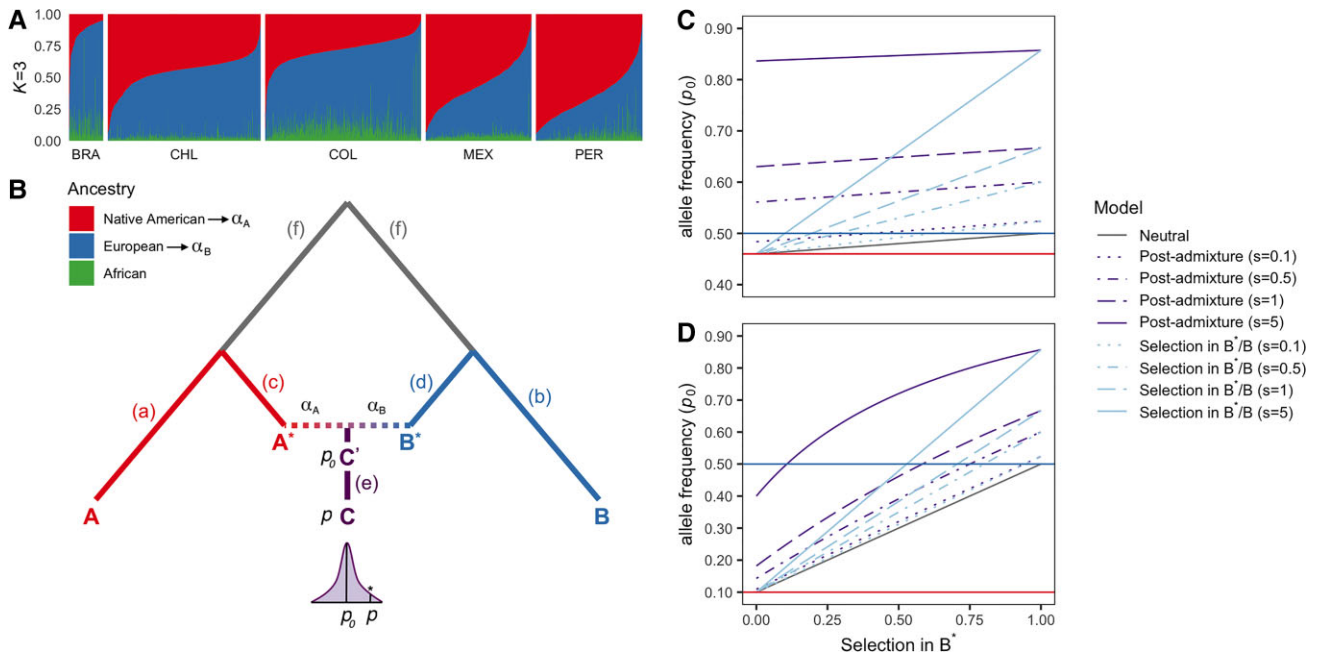 A
K=3
1.00
0.75
0.50
0.25
0.00
BRA
CHL
COL
MEX
PER
B
Ancestry
Native American→αA
European→αB
African
(f)
(f)
(a)
(c)
(d)
(b)
αA
αB
A*
B*
p0 C'
(e)
A
p C
B
*
p0 p
C
allele frequency (p0)
0.90
0.80
0.70
0.60
0.50
0.40
D
allele frequency (p0)
0.90
0.80
0.70
0.60
0.50
0.40
0.30
0.20
0.10
0.00
0.25
0.50
0.75
1.00
Selection in B*
Model
Neutral
Post-admixture (s=0.1)
Post-admixture (s=0.5)
Post-admixture (s=1)
Post-admixture (s=5)
Selection in B*/B (s=0.1)
Selection in B*/B (s=0.5)
Selection in B*/B (s=1)
Selection in B*/B (s=5)